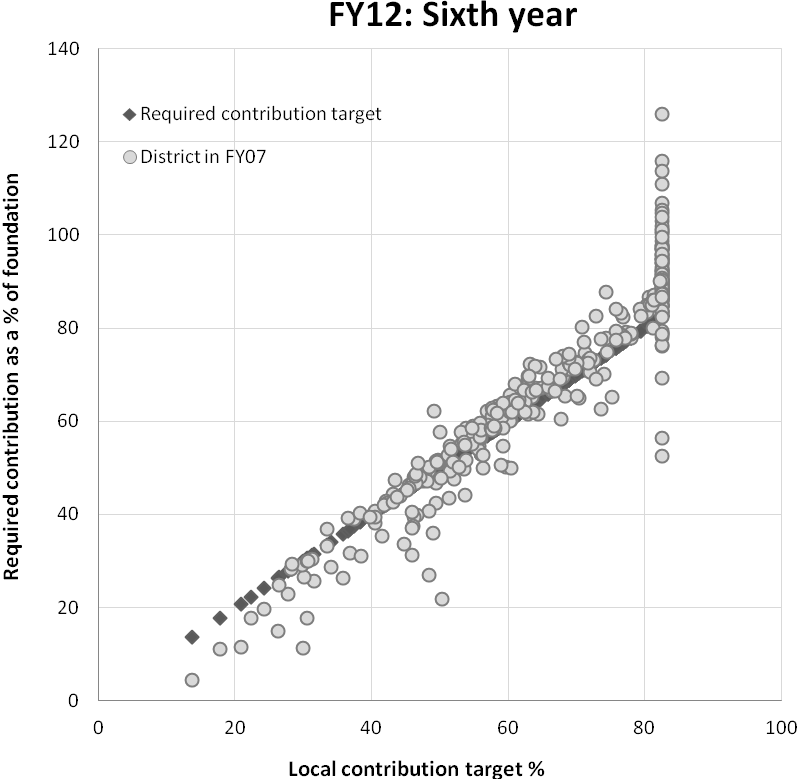 FY12: Sixth year
140
Required contribution target
120
District in FY07
100
80
60
40
20
0
Required contribution as a % of foundation
0 20 40 60 80 100
Local contribution target %